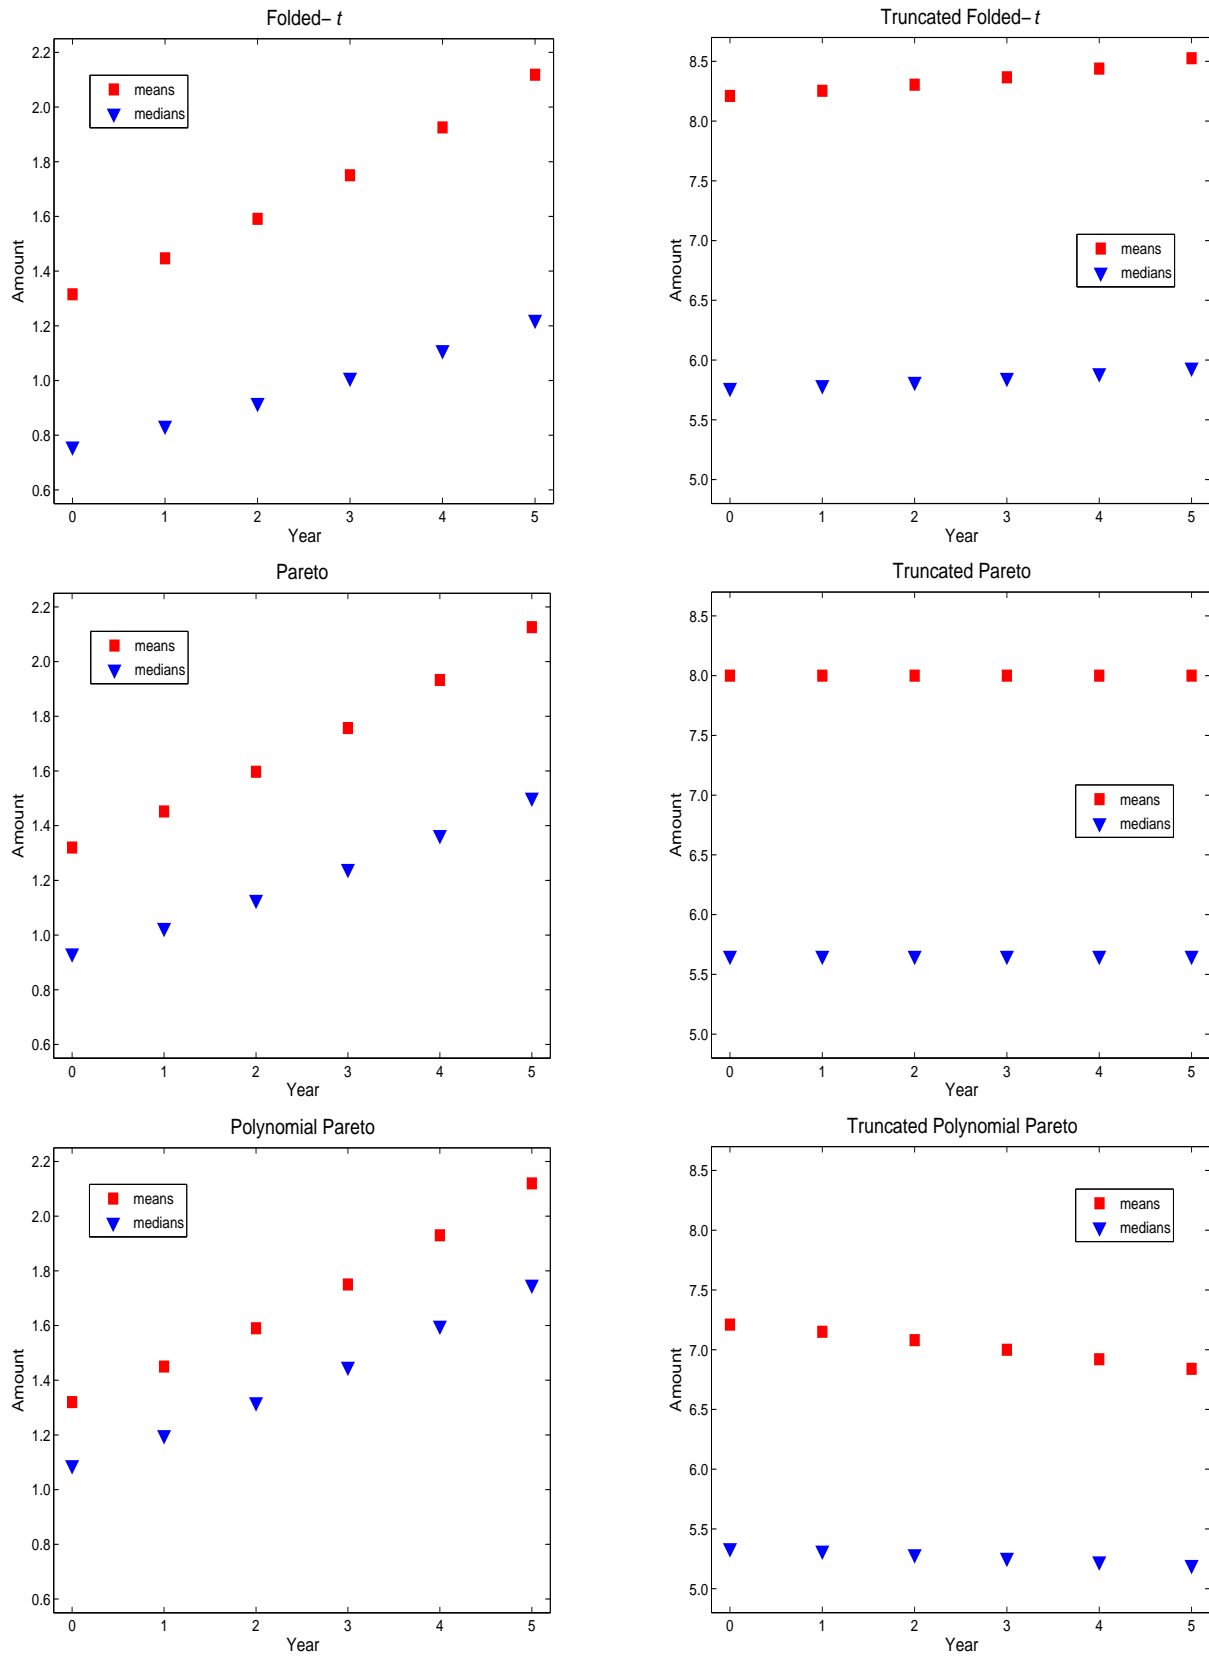 Folded– t
2.2
2.0
1.8
1.6
1.4
1.2
1.0
0.8
0.6
Amount
means
medians
0 1 2 3 4 5
Year
Truncated Folded– t
8.5
8.0
7.5
7.0
6.5
6.0
5.5
5.0
Amount
means
medians
0 1 2 3 4 5
Year
Pareto
2.2
2.0
1.8
1.6
1.4
1.2
1.0
0.8
0.6
Amount
means
medians
0 1 2 3 4 5
Year
Truncated Pareto
8.5
8.0
7.5
7.0
6.5
6.0
5.5
5.0
Amount
means
medians
0 1 2 3 4 5
Year
Polynomial Pareto
2.2
2.0
1.8
1.6
1.4
1.2
1.0
0.8
0.6
Amount
means
medians
0 1 2 3 4 5
Year
Truncated Polynomial Pareto
8.5
8.0
7.5
7.0
6.5
6.0
5.5
5.0
Amount
means
medians
0 1 2 3 4 5
Year